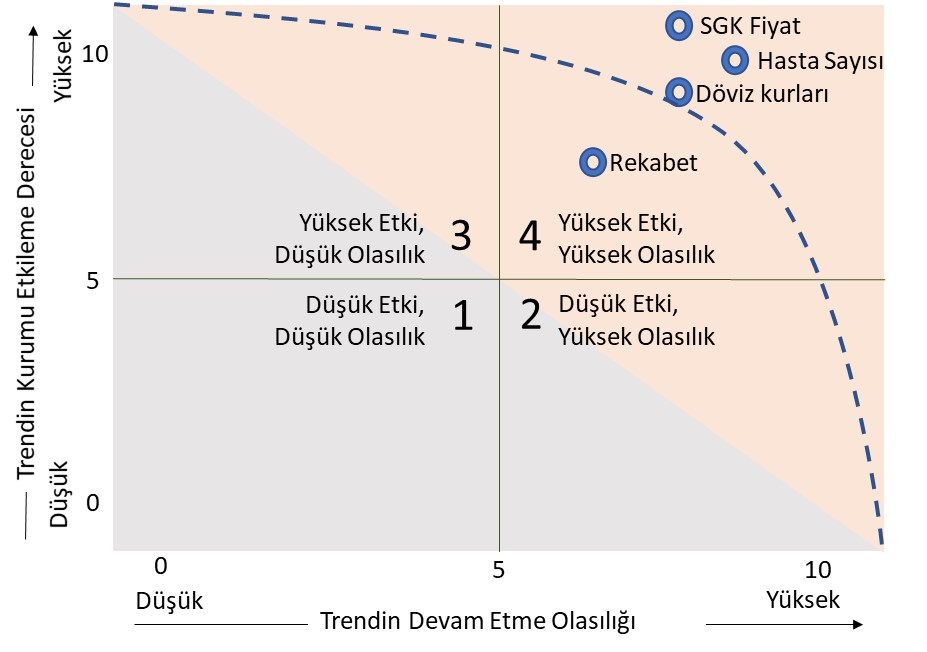 SGK Fiyat
Hasta Sayısı
Döviz kurları
Rekabet
Yüksek Etki,
Düşük Olasılık
3
4
Yüksek Etki,
Yüksek Olasılık
Düşük Etki,
Düşük Olasılık
1
2
Düşük Etki,
Yüksek Olasılık
Trendin Kurumu Etkileme Derecesi
Yüksek
Düşük
10
5
0
0
5
10
Düşük
Yüksek
Trendin Devam Etme Olasılığı